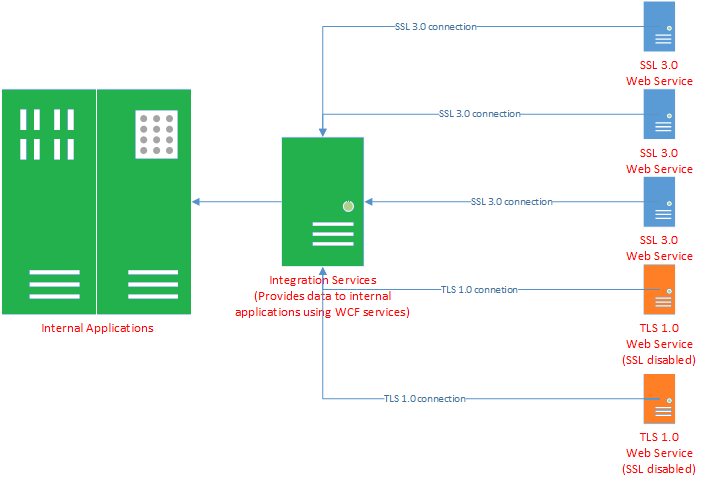 SSL 3.0 connection
SSL 3.0
Web Service
SSL 3.0 connection
SSL 3.0
Web Service
SSL 3.0 connection
SSL 3.0
Web Service
Integration Services
(Provides data to internal
applications using WCF services)
TLS 1.0 connetion
Internal Applications
TLS 1.0
Web Service
(SSL disabled)
TLS 1.0 connection
TLS 1.0
Web Service
(SSL disabled)